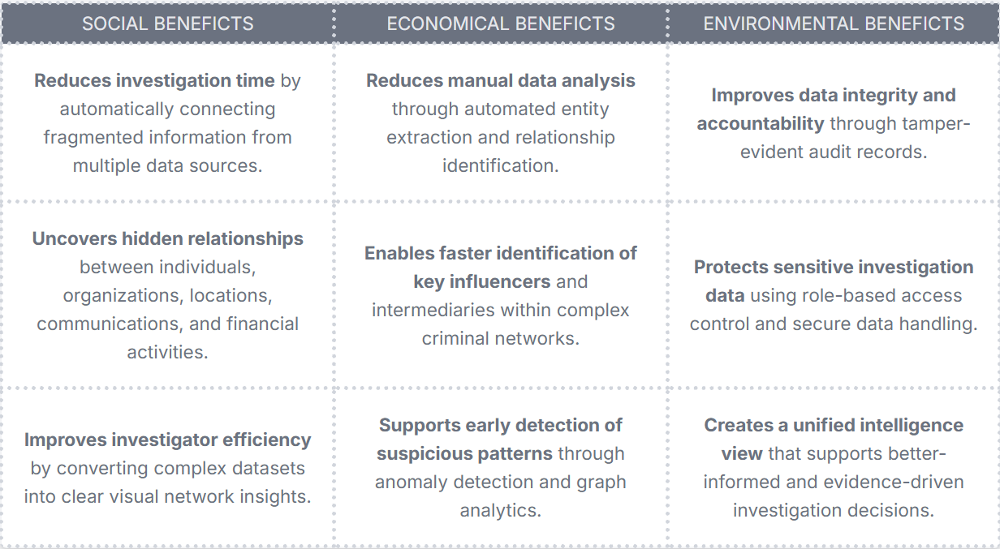 SOCIAL BENEFICTS
ECONOMICAL BENEFICTS
ENVIRONMENTAL BENEFICTS
Reduces investigation time by
automatically connecting
fragmented information from
multiple data sources.
Reduces manual data analysis
through automated entity
extraction and relationship
identification.
Improves data integrity and
accountability through tamper-
evident audit records.
Uncovers hidden relationships
between individuals,
organizations, locations,
communications, and financial
activities.
Enables faster identification of
key influencers and
intermediaries within complex
criminal networks.
Protects sensitive investigation
data using role-based access
control and secure data handling.
Improves investigator efficiency
by converting complex datasets
into clear visual network insights.
Supports early detection of
suspicious patterns through
anomaly detection and graph
analytics.
Creates a unified intelligence
view that supports better-
informed and evidence-driven
investigation decisions.